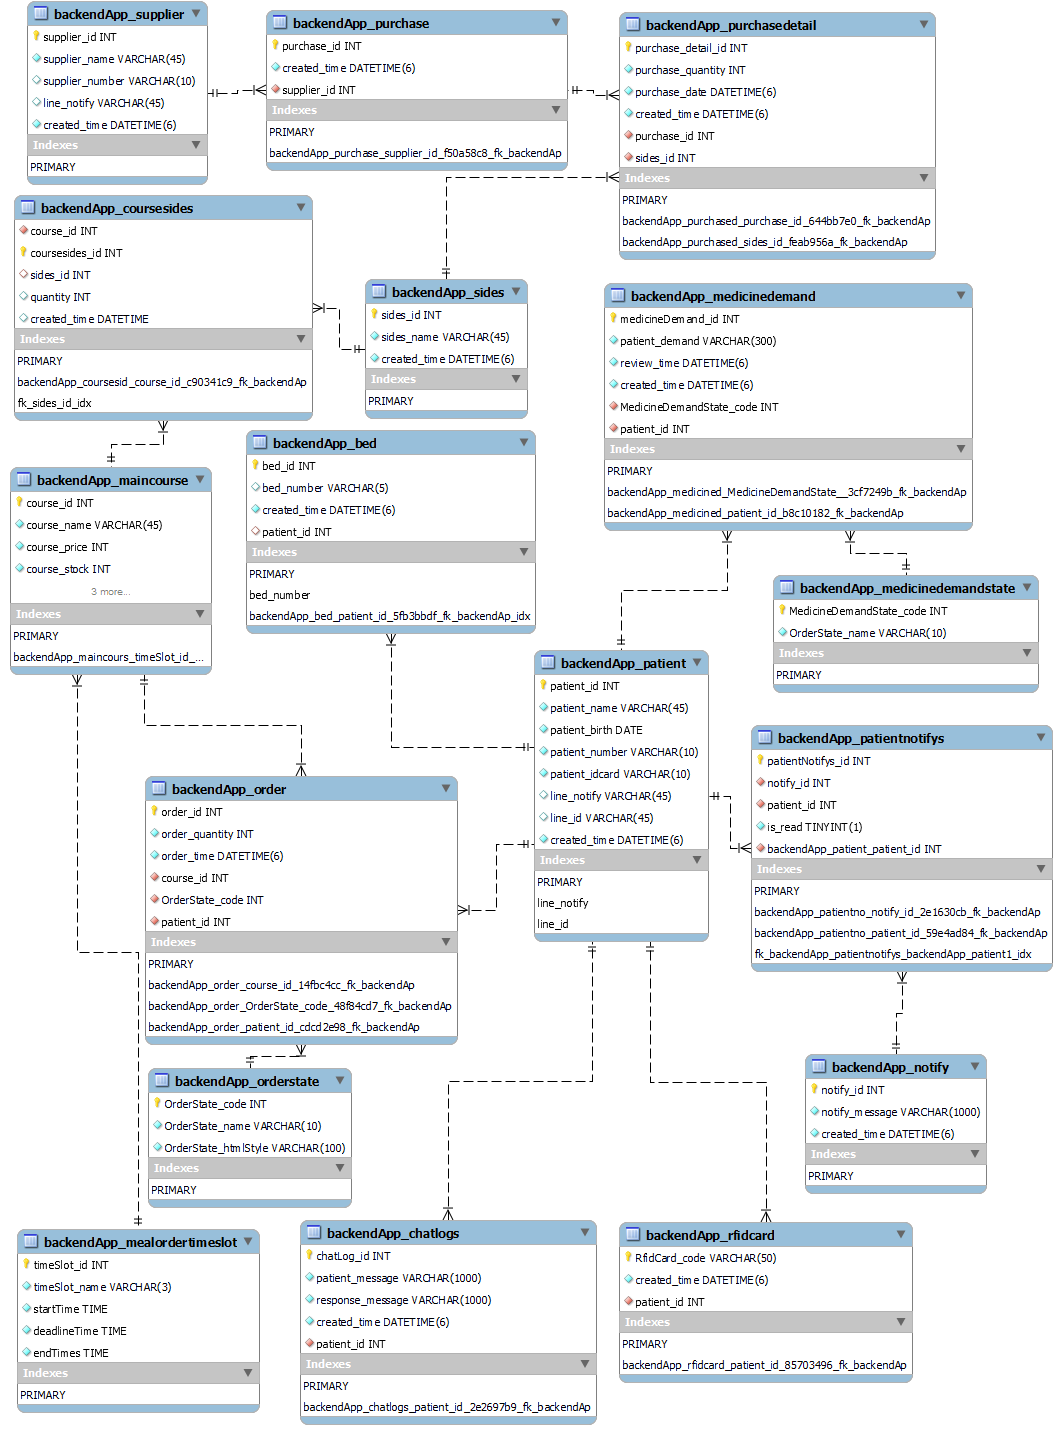 backendApp_supplier
supplier_id INT
supplier_name VARCHAR(45)
supplier_number VARCHAR(10)
line_notify VARCHAR(45)
created_time DATETIME(6)
Indexes
PRIMARY
backendApp_purchase
purchase_id INT
created_time DATETIME(6)
supplier_id INT
Indexes
PRIMARY
backendApp_purchase_supplier_id_f50a58c8_fk_backendAp
backendApp_purchasedetail
purchase_detail_id INT
purchase_quantity INT
purchase_date DATETIME(6)
created_time DATETIME(6)
purchase_id INT
sides_id INT
Indexes
PRIMARY
backendApp_purchased_purchase_id_644bb7e0_fk_backendAp
backendApp_purchased_sides_id_feab956a_fk_backendAp
backendApp_coursesides
course_id INT
coursesides_id INT
sides_id INT
quantity INT
created_time DATETIME
Indexes
PRIMARY
backendApp_coursesid_course_id_c90341c9_fk_backendAp
fk_sides_id_idx
backendApp_sides
sides_id INT
sides_name VARCHAR(45)
created_time DATETIME(6)
Indexes
PRIMARY
backendApp_medicinedemand
medicineDemand_id INT
patient_demand VARCHAR(300)
review_time DATETIME(6)
created_time DATETIME(6)
MedicineDemandState_code INT
patient_id INT
Indexes
PRIMARY
backendApp_medicined_MedicineDemandState__3cf7249b_fk_backendAp
backendApp_medicined_patient_id_b8c10182_fk_backendAp
backendApp_maincourse
course_id INT
course_name VARCHAR(45)
course_price INT
course_stock INT
3 more...
Indexes
PRIMARY
backendApp_maincours_timeSlot_id_...
backendApp_bed
bed_id INT
bed_number VARCHAR(5)
created_time DATETIME(6)
patient_id INT
Indexes
PRIMARY
bed_number
backendApp_bed_patient_id_5fb3bbdf_fk_backendAp_idx
backendApp_medicinedemandstate
MedicineDemandState_code INT
OrderState_name VARCHAR(10)
Indexes
PRIMARY
backendApp_patient
patient_id INT
patient_name VARCHAR(45)
patient_birth DATE
patient_number VARCHAR(10)
patient_idcard VARCHAR(10)
line_notify VARCHAR(45)
line_id VARCHAR(45)
created_time DATETIME(6)
Indexes
PRIMARY
line_notify
line_id
backendApp_patientnotifys
patientNotifys_id INT
notify_id INT
patient_id INT
is_read TINYINT(1)
backendApp_patient_patient_id INT
Indexes
PRIMARY
backendApp_patientno_notify_id_2e1630cb_fk_backendAp
backendApp_patientno_patient_id_59e4ad84_fk_backendAp
fk_backendApp_patientnotifys_backendApp_patient1_idx
backendApp_order
order_id INT
order_quantity INT
order_time DATETIME(6)
course_id INT
OrderState_code INT
patient_id INT
Indexes
PRIMARY
backendApp_order_course_id_14fbc4cc_fk_backendAp
backendApp_order_OrderState_code_48f84cd7_fk_backendAp
backendApp_order_patient_id_cdcd2e98_fk_backendAp
backendApp_orderstate
OrderState_code INT
OrderState_name VARCHAR(10)
OrderState_htmlStyle VARCHAR(100)
Indexes
PRIMARY
backendApp_notify
notify_id INT
notify_message VARCHAR(1000)
created_time DATETIME(6)
Indexes
PRIMARY
backendApp_mealordertimeslot
timeSlot_id INT
timeSlot_name VARCHAR(3)
startTime TIME
deadlineTime TIME
endTimes TIME
Indexes
PRIMARY
backendApp_chatlogs
chatLog_id INT
patient_message VARCHAR(1000)
response_message VARCHAR(1000)
created_time DATETIME(6)
patient_id INT
Indexes
PRIMARY
backendApp_chatlogs_patient_id_2e2697b9_fk_backendAp
backendApp_rfidcard
RfidCard_code VARCHAR(50)
created_time DATETIME(6)
patient_id INT
Indexes
PRIMARY
backendApp_rfidcard_patient_id_85703496_fk_backendAp